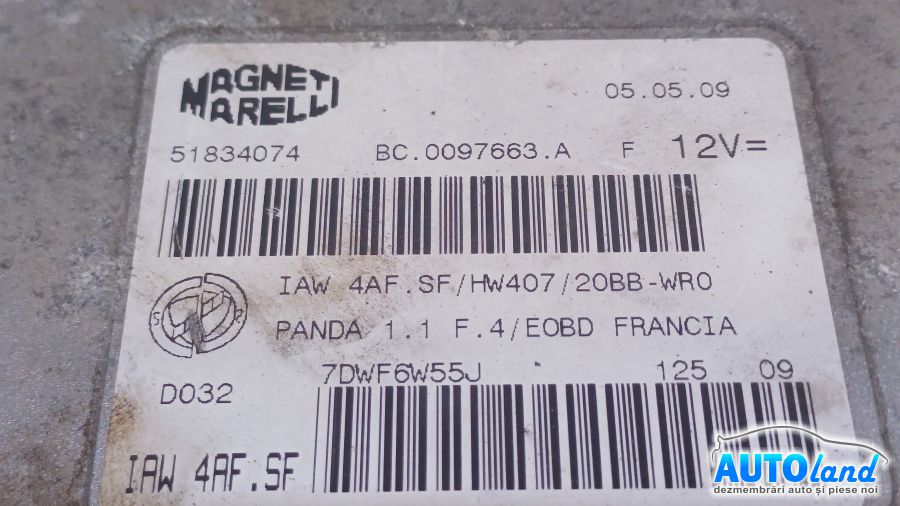 MAGNETI
MARELLI
05.05.09
51834074 BC.0097663.A F 12V=
IAW 4AF.SF/HW407/20BB-WR0
PANDA 1.1 F.4/EOBD FRANCIA
7DWF6W55J 125 09
D032
IAW 4AF.SF
AUTOland
dezmembrări auto și piese noi